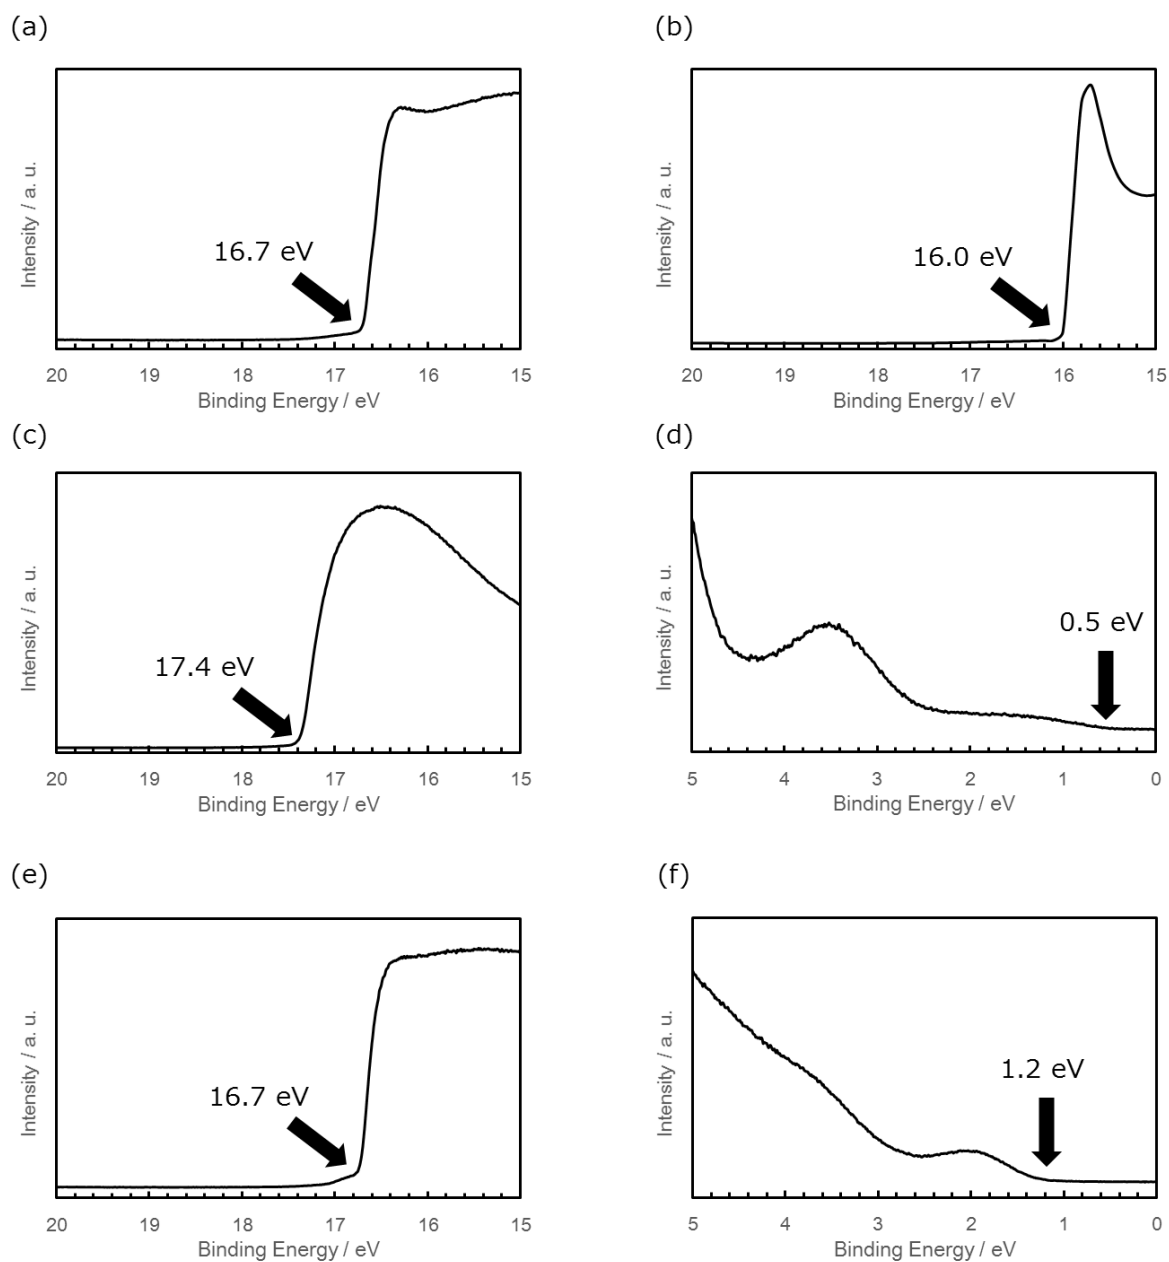 (a)
(b)
Intensity / a. u.
16.7 eV
20 19 18 17 16 15
Binding Energy / eV
Intensity / a. u.
16.0 eV
20 19 18 17 16 15
Binding Energy / eV
(c)
(d)
Intensity / a. u.
17.4 eV
20 19 18 17 16 15
Binding Energy / eV
Intensity / a. u.
0.5 eV
5 4 3 2 1 0
Binding Energy / eV
(e)
(f)
Intensity / a. u.
16.7 eV
20 19 18 17 16 15
Binding Energy / eV
Intensity / a. u.
1.2 eV
5 4 3 2 1 0
Binding Energy / eV